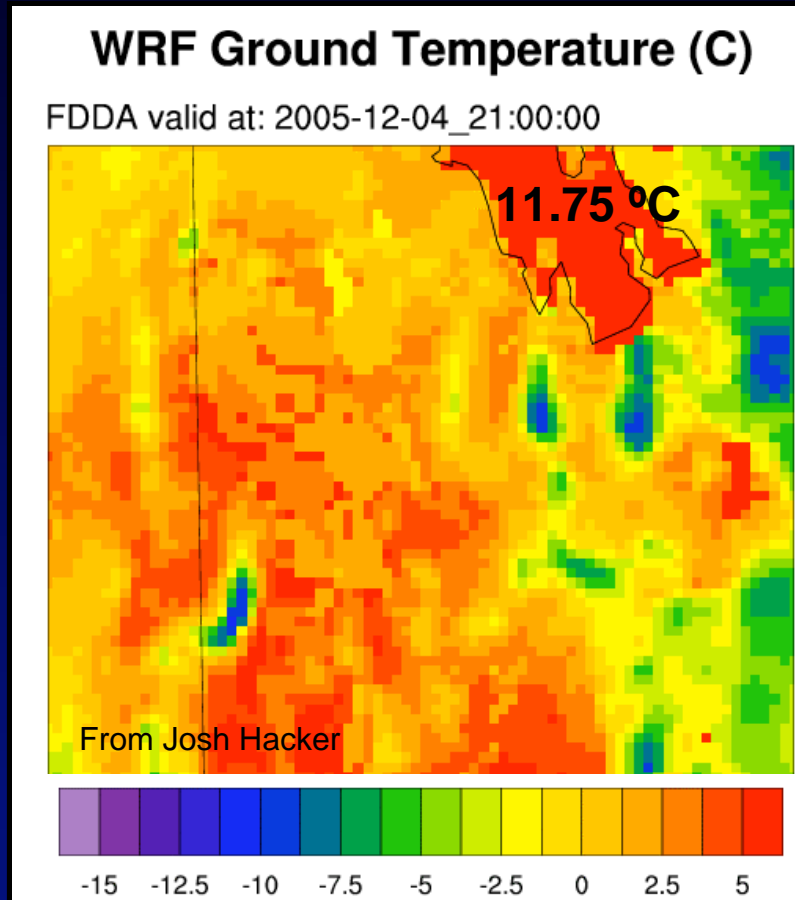 WRF Ground Temperature (C)
FDDA valid at: 2005-12-04_21:00:00
11.75 ºC
From Josh Hacker
-15 -12.5 -10 -7.5 -5 -2.5 0 2.5 5